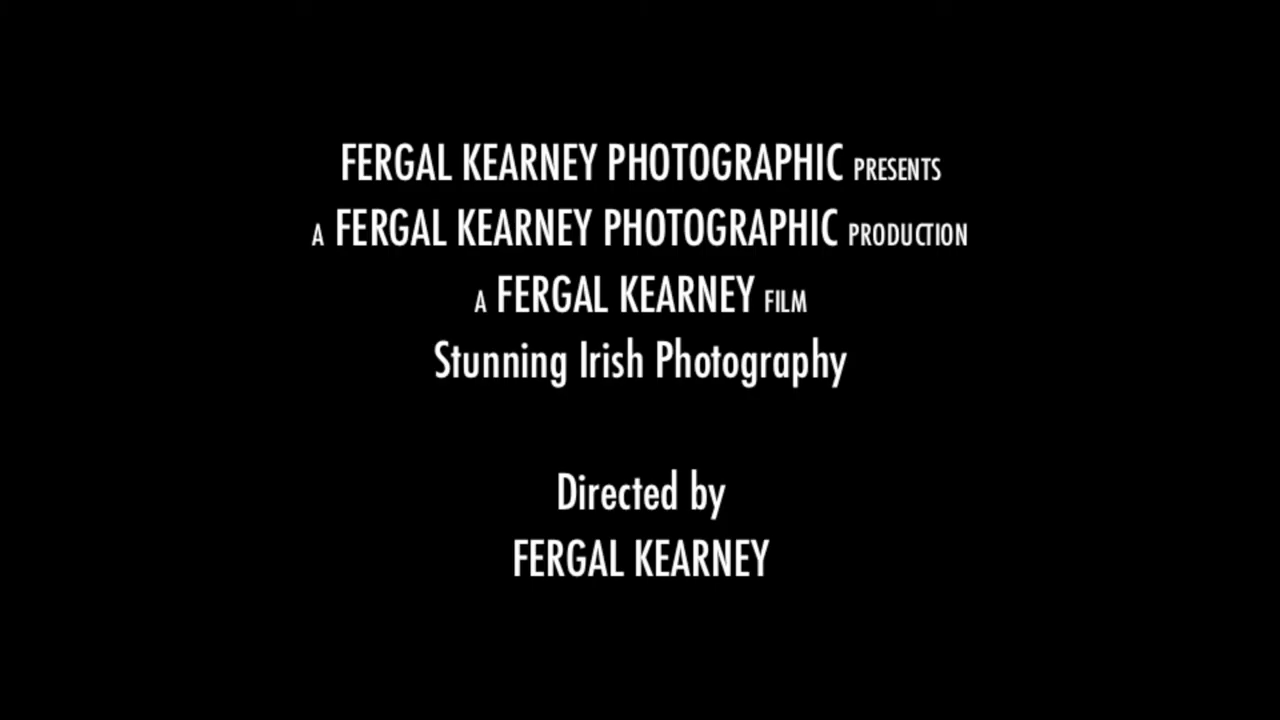 FERGAL KEARNEY PHOTOGRAPHIC PRESENTS
A FERGAL KEARNEY PHOTOGRAPHIC PRODUCTION
A FERGAL KEARNEY FILM
Stunning Irish Photography
Directed by
FERGAL KEARNEY